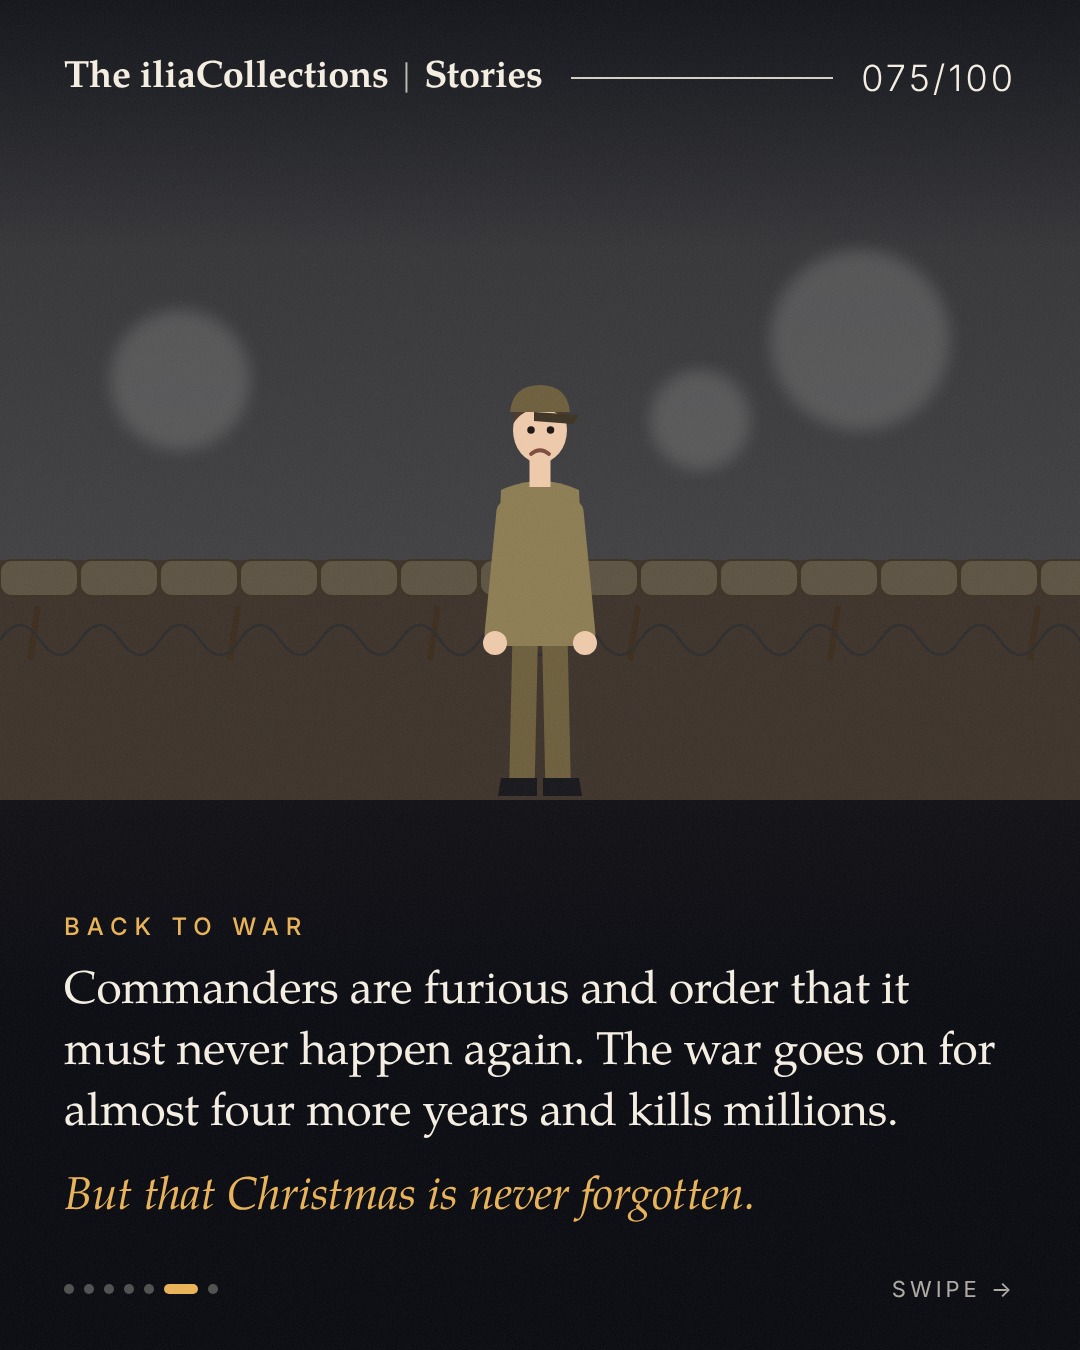 The iliaCollections | Stories 075/100
BACK TO WAR
Commanders are furious and order that it
must never happen again. The war goes on for
almost four more years and kills millions.
But that Christmas is never forgotten.
SWIPE →